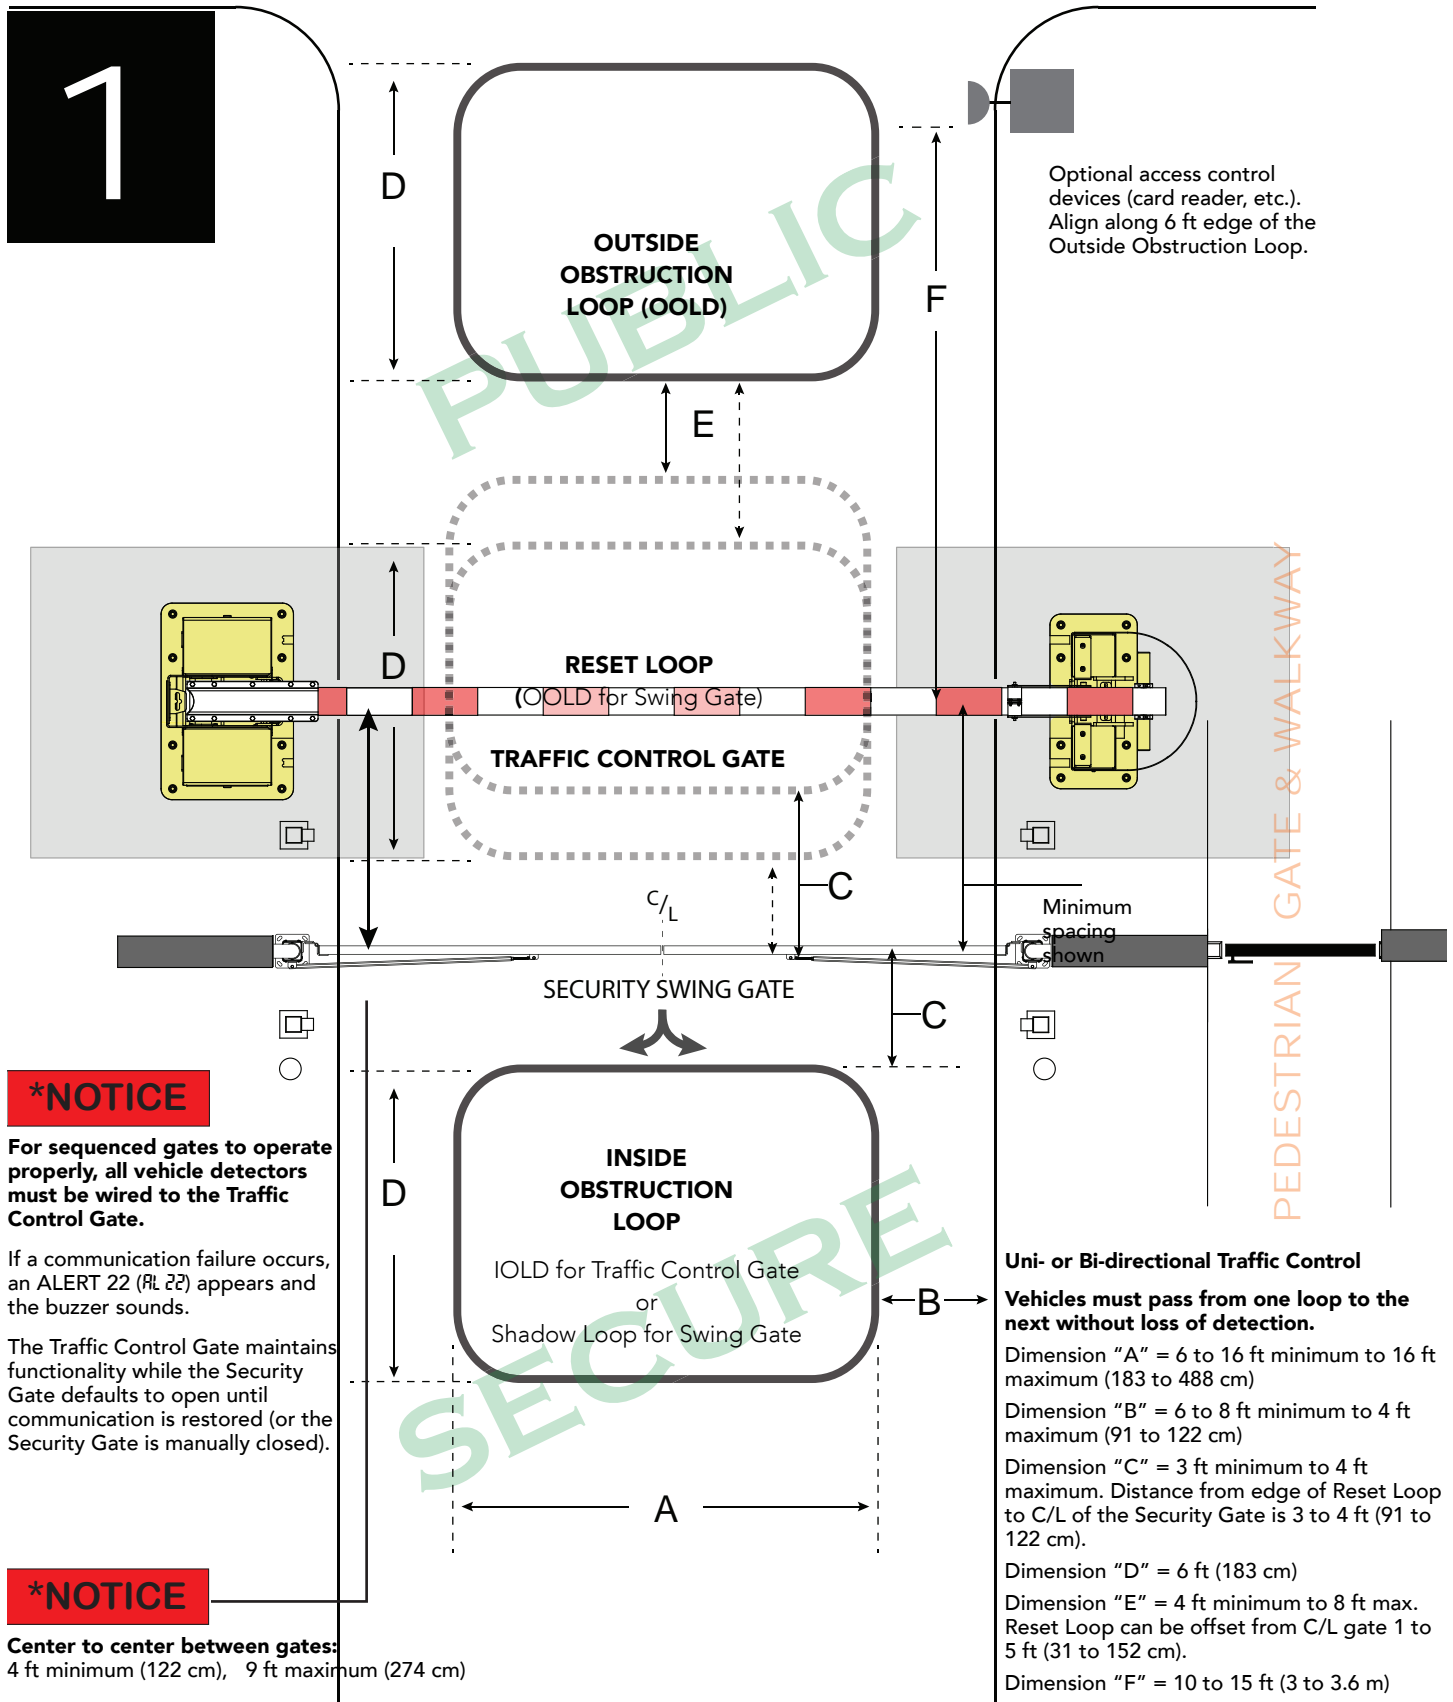 1
D
PUBLIC
OUTSIDE
OBSTRUCTION
LOOP (OOLD)
F
Optional access control
devices (card reader, etc.).
Align along 6 ft edge of the
Outside Obstruction Loop.
E
D
RESET LOOP
(OOLD for Swing Gate)
TRAFFIC CONTROL GATE
PEDESTRIAN GATE & WALKWAY
C
C/L
Minimum
spacing
shown
SECURITY SWING GATE
C
*NOTICE
For sequenced gates to operate
properly, all vehicle detectors
must be wired to the Traffic
Control Gate.
If a communication failure occurs,
an ALERT 22 (AL 22) appears and
the buzzer sounds.
The Traffic Control Gate maintains
functionality while the Security
Gate defaults to open until
communication is restored (or the
Security Gate is manually closed).
D
INSIDE
OBSTRUCTION
LOOP
IOLD for Traffic Control Gate
or
Shadow Loop for Swing Gate
SECURE
B
A
Uni- or Bi-directional Traffic Control
Vehicles must pass from one loop to the
next without loss of detection.
Dimension "A" = 6 to 16 ft minimum to 16 ft
maximum (183 to 488 cm)
Dimension "B" = 6 to 8 ft minimum to 4 ft
maximum (91 to 122 cm)
Dimension "C" = 3 ft minimum to 4 ft
maximum. Distance from edge of Reset Loop
to C/L of the Security Gate is 3 to 4 ft (91 to
122 cm).
Dimension "D" = 6 ft (183 cm)
Dimension "E" = 4 ft minimum to 8 ft max.
Reset Loop can be offset from C/L gate 1 to
5 ft (31 to 152 cm).
Dimension "F" = 10 to 15 ft (3 to 3.6 m)
*NOTICE
Center to center between gates:
4 ft minimum (122 cm), 9 ft maximum (274 cm)